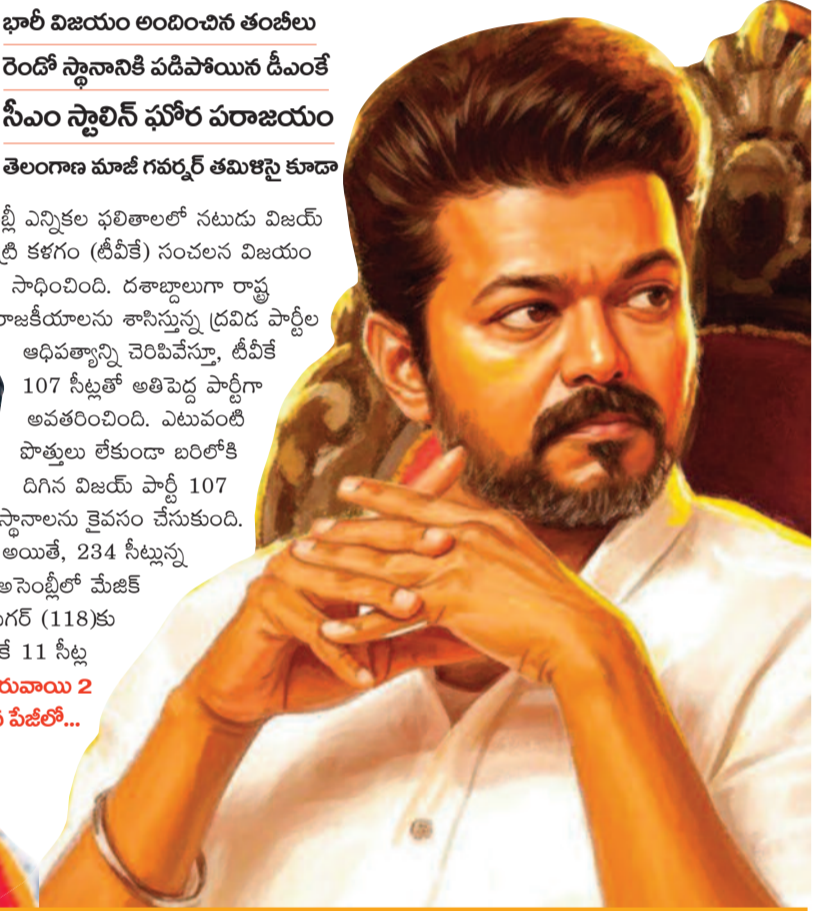 భారీ విజయం అందించిన తంబీలు
రెండో స్థానానికి పడిపోయిన డీఎంకే
సీఎం స్టాలిన్ ఘోర పరాజయం
తెలంగాణ మాజీ గవర్నర్ తమిళిసై కూడా
బ్లీ ఎన్నికల ఫలితాలలో నటుడు విజయ్
ట్రి కళగం (టీవీకే) సంచలన విజయం
సాధించింది. దశాబ్దాలుగా రాష్ట్ర
రాజకీయాలను శాసిస్తున్న ద్రవిడ పార్టీల
ఆధిపత్యాన్ని చెరిపివేస్తూ, టీవీకే
107 సీట్లతో అతిపెద్ద పార్టీగా
అవతరించింది. ఎటువంటి
పొత్తులు లేకుండా బరిలోకి
దిగిన విజయ్ పార్టీ 107
స్థానాలను కైవసం చేసుకుంది.
అయితే, 234 సీట్లున్న
అసెంబ్లీలో మేజిక్
ిగర్ (118)కు
కే 11 సీట్ల
రువాయి 2
పేజీలో...